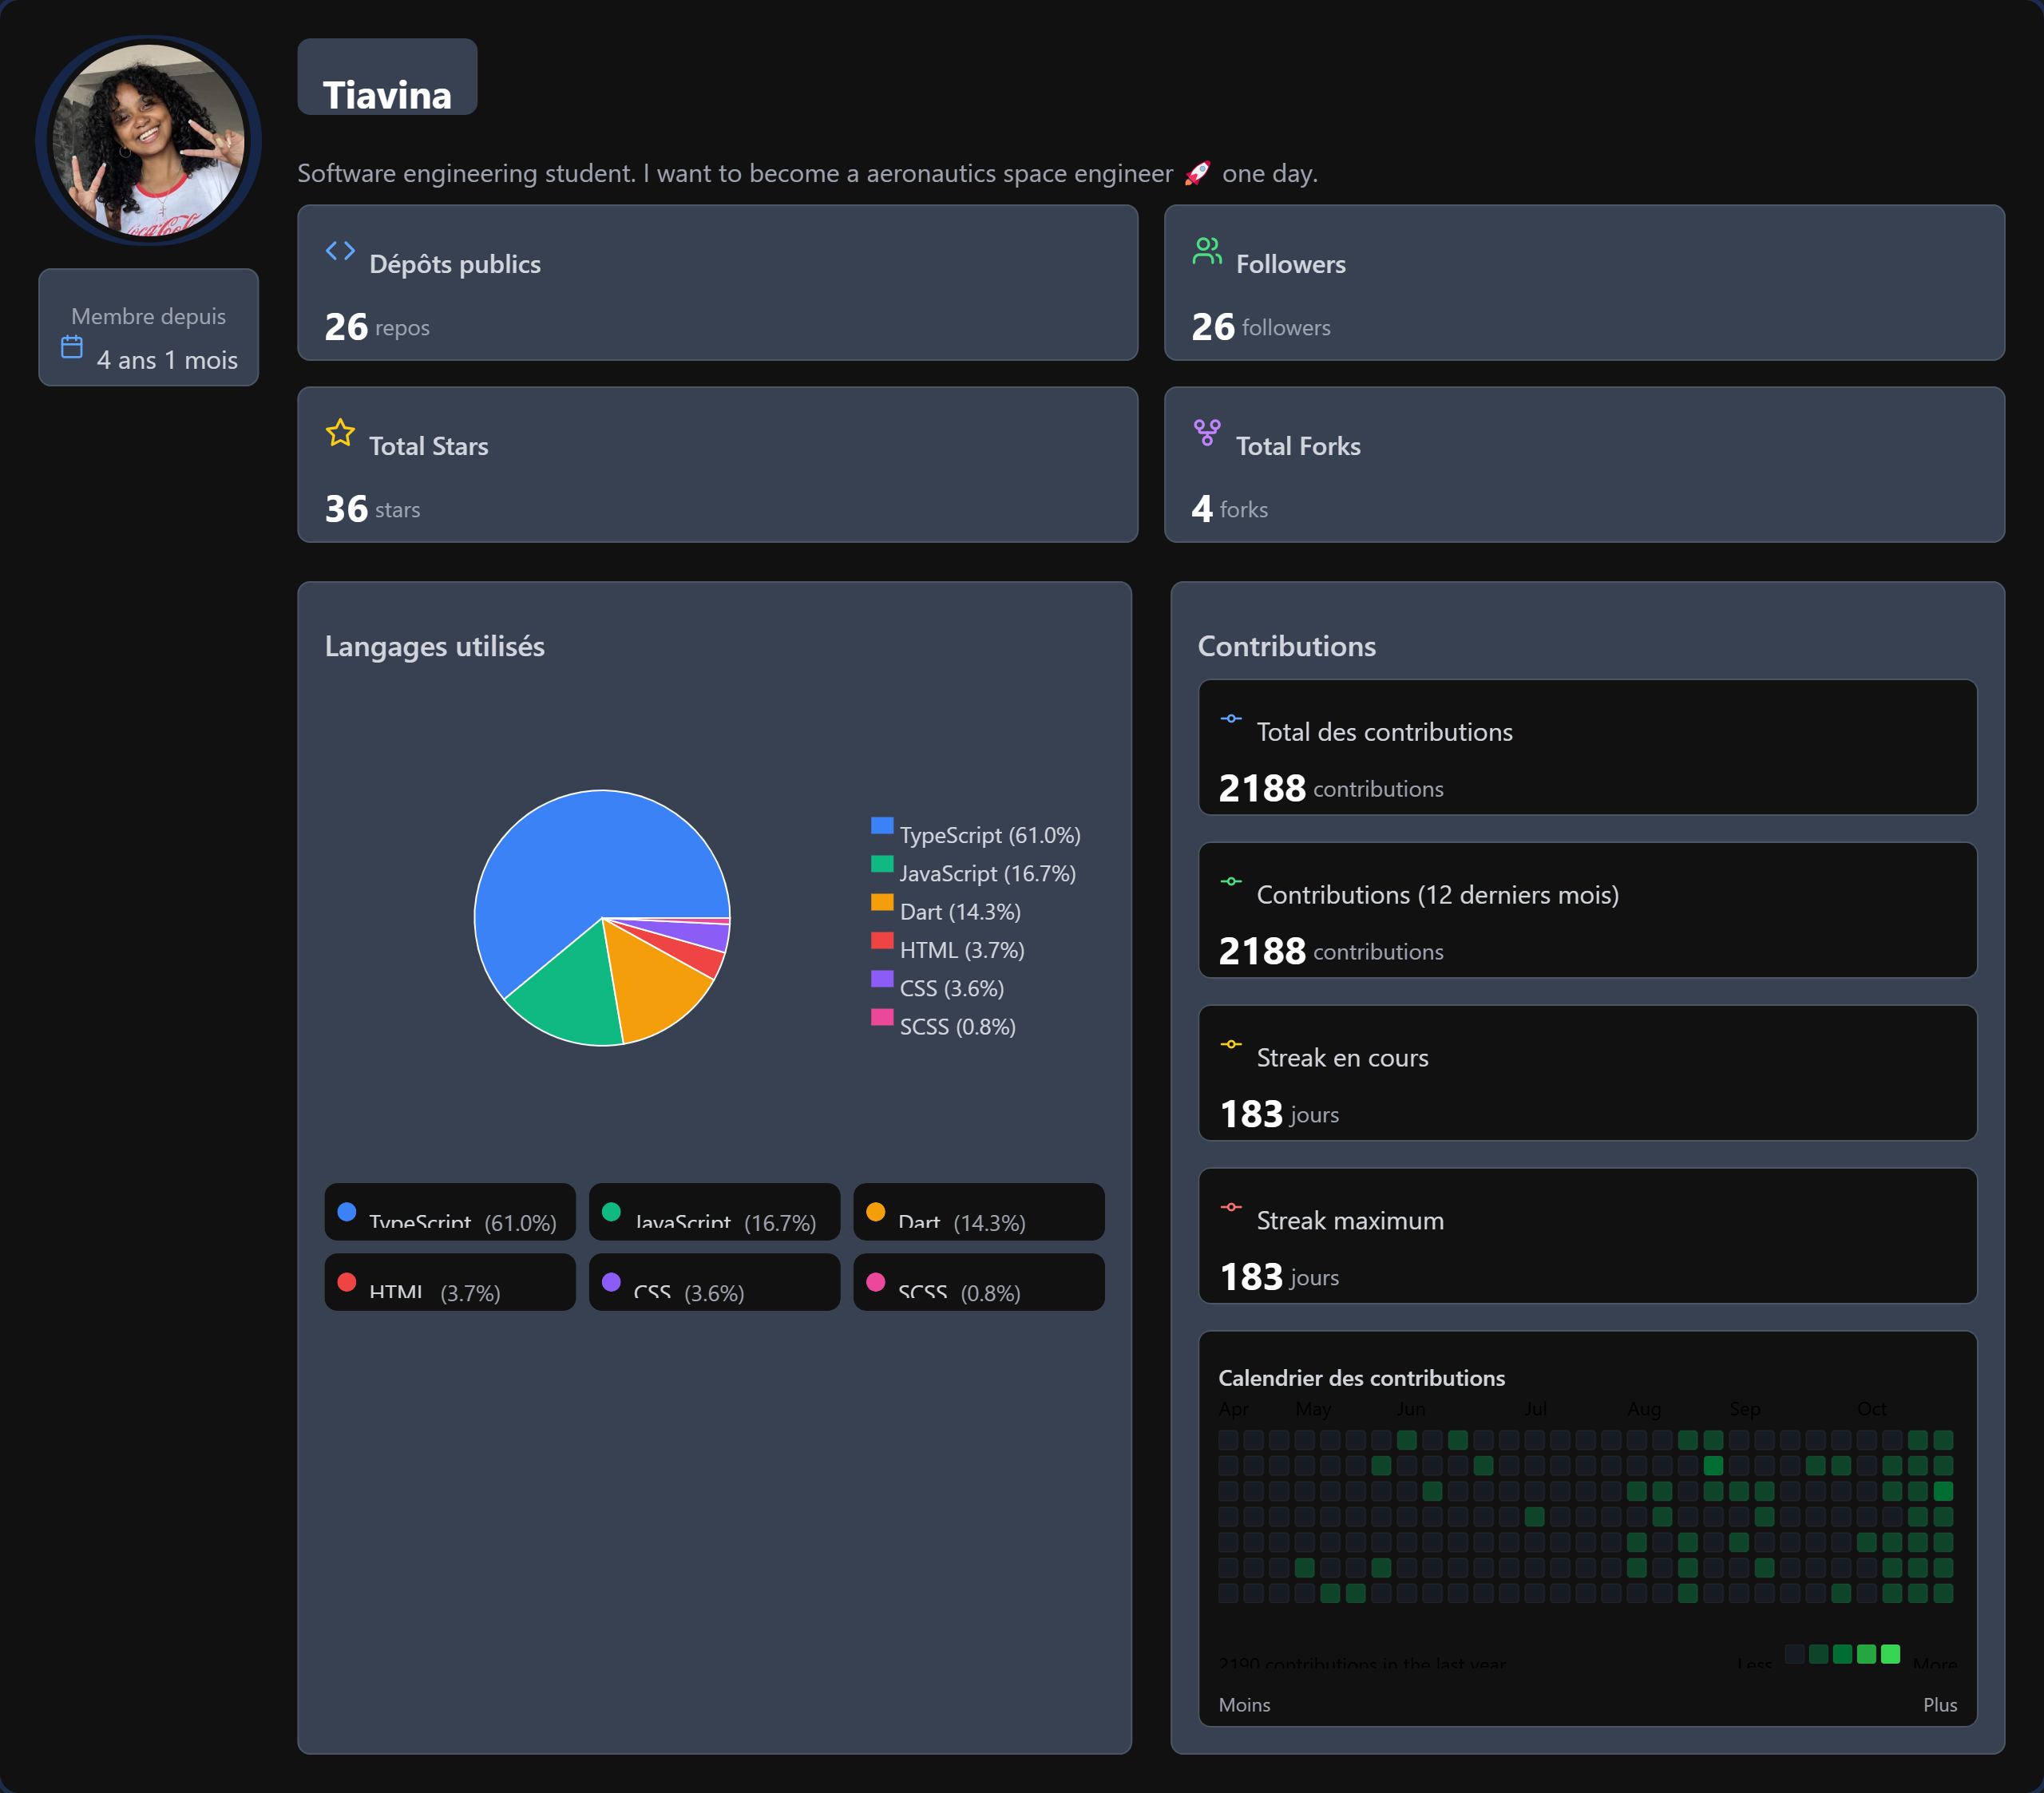 Tiavina
Software engineering student. I want to become a aeronautics space engineer 🚀 one day.
Membre depuis
4 ans 1 mois
Dépôts publics
26 repos
Followers
26 followers
Total Stars
36 stars
Total Forks
4 forks
Langages utilisés
TypeScript (61.0%)
JavaScript (16.7%)
Dart (14.3%)
HTML (3.7%)
CSS (3.6%)
SCSS (0.8%)
TypeScript (61.0%)
JavaScript (16.7%)
Dart (14.3%)
HTML (3.7%)
CSS (3.6%)
SCSS (0.8%)
Contributions
Total des contributions
2188 contributions
Contributions (12 derniers mois)
2188 contributions
Streak en cours
183 jours
Streak maximum
183 jours
Calendrier des contributions
Apr May Jun Jul Aug Sep Oct
2190 contributions in the last year
Less More
Moins Plus